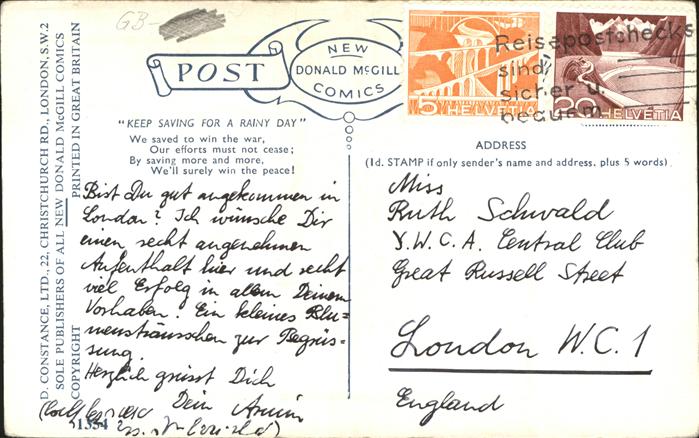 GB-
D. CONSTANCE, LTD., 22, CHRISTCHURCH RD., LONDON, S.W.2
SOLE PUBLISHERS OF ALL NEW DONALD McGILL COMICS
COPYRIGHT PRINTED IN GREAT BRITAIN
POST
NEW
DONALD McGILL
COMICS
5 HELVETIA
20 HELVETIA
Reisepostchecks
sind
sicher u.
bequem
"KEEP SAVING FOR A RAINY DAY"
We saved to win the war,
Our efforts must not cease;
By saving more and more,
We'll surely win the peace!
ADDRESS
(1d. STAMP if only sender's name and address, plus 5 words)
Bist Du gut angekommen in
London? Ich wünsche Dir
einen recht angenehmen
Aufenthalt hier und recht
viel Erfolg in allem Deinem
Vorhaben. Ein kleines Blu-
mensträusschen zur Begrüs-
sung.
Herzlich grüsst Dich
Dein Armin
1354
Miss
Ruth Schwald
Y.W.C.A. Central Club
Great Russell Street
London W.C.1
England